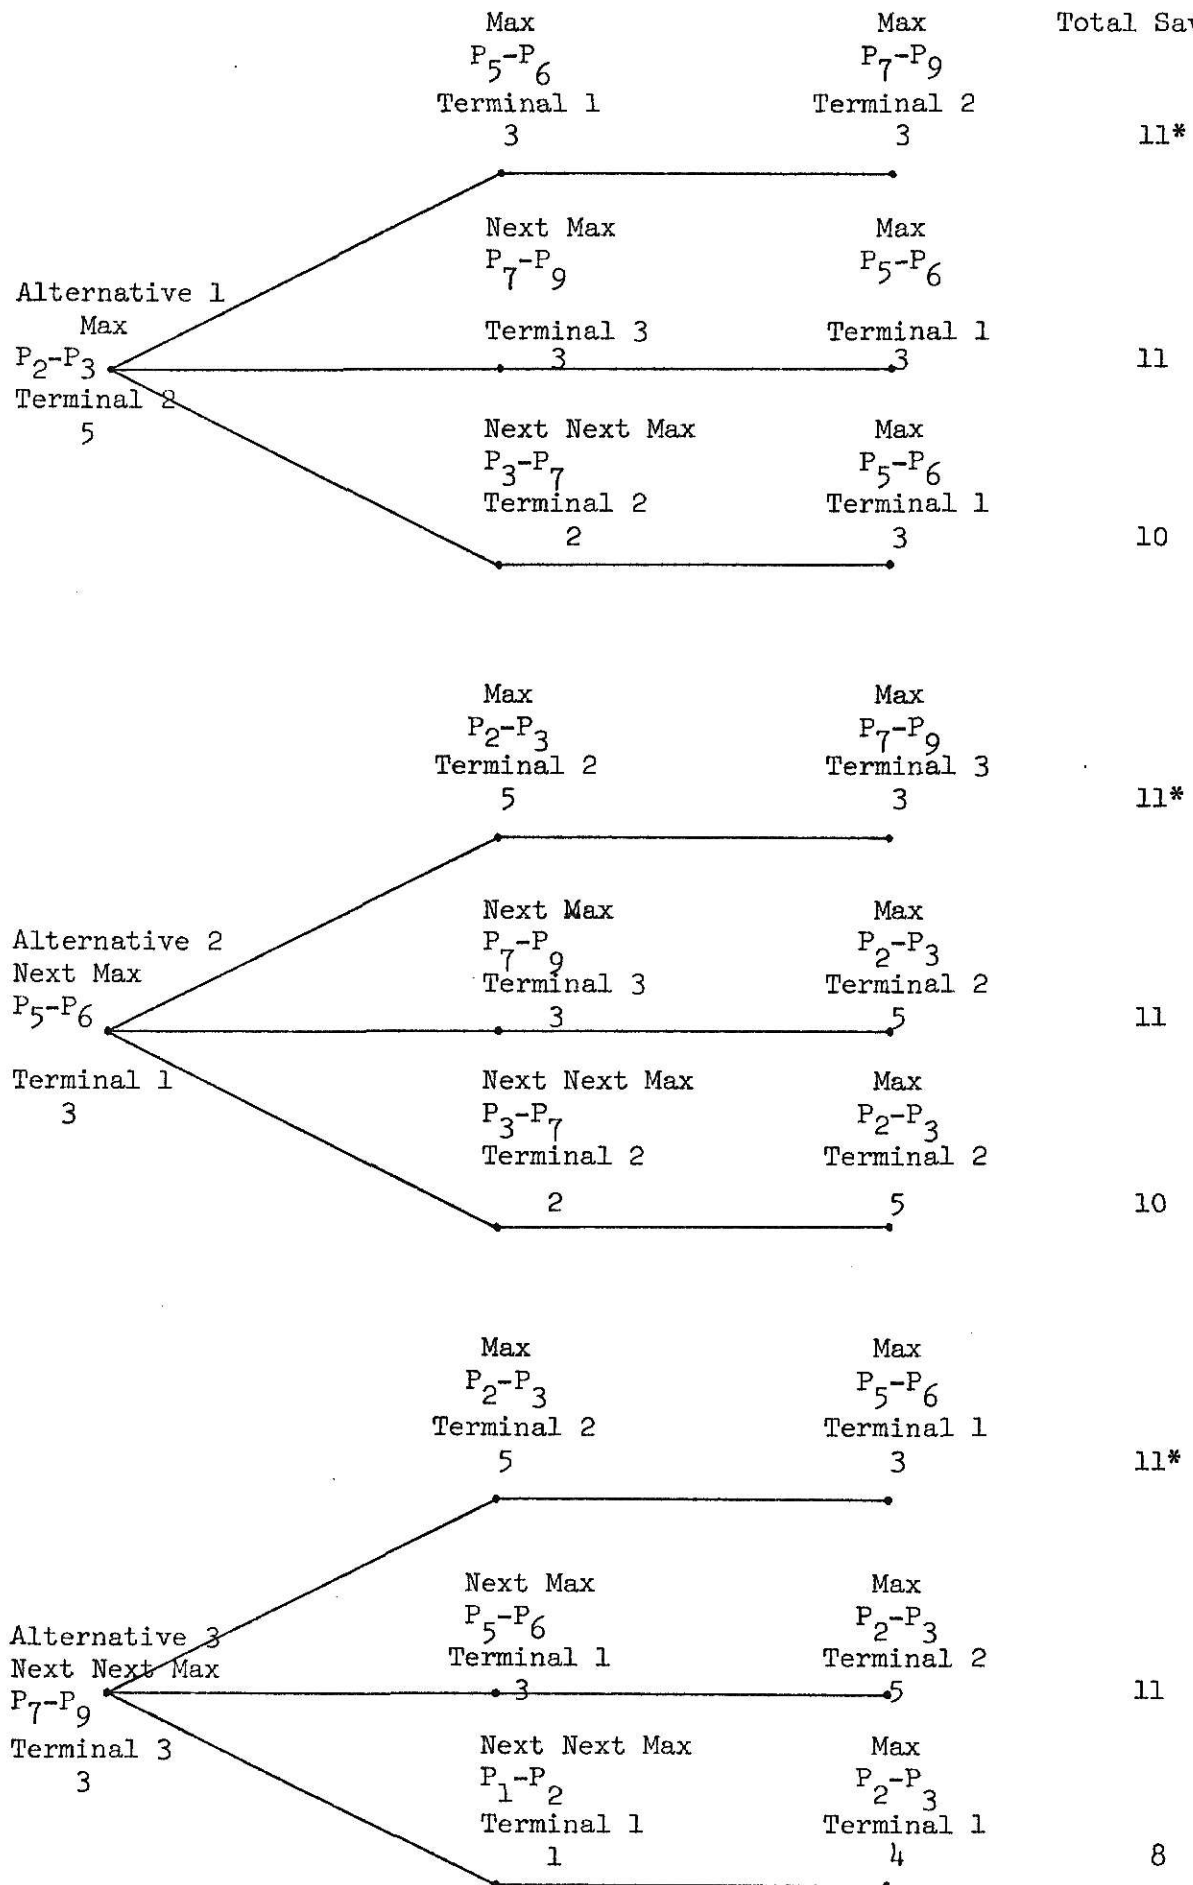 Max Max Total Sav
P5-P6 P7-P9
Terminal 1 Terminal 2
3 3 11*
Next Max Max
P7-P9 P5-P6
Alternative 1
Max
Terminal 3 Terminal 1
P2-P3
3 3 11
Terminal 2
5
Next Next Max Max
P3-P7 P5-P6
Terminal 2 Terminal 1
2 3 10
Max Max
P2-P3 P7-P9
Terminal 2 Terminal 3
5 3 11*
Next Max Max
Alternative 2
P7-P9 P2-P3
Next Max
Terminal 3 Terminal 2
P5-P6
3 5 11
Terminal 1
3
Next Next Max Max
P3-P7 P2-P3
Terminal 2 Terminal 2
2 5 10
Max Max
P2-P3 P5-P6
Terminal 2 Terminal 1
5 3 11*
Next Max Max
P5-P6 P2-P3
Alternative 3
Terminal 1 Terminal 2
Next Next Max
P7-P9
3 5 11
Terminal 3
3
Next Next Max Max
P1-P2 P2-P3
Terminal 1 Terminal 1
1 4 8